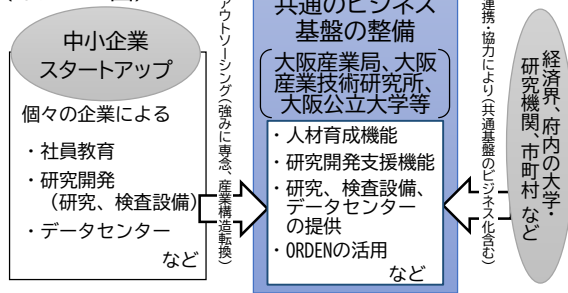 中小企業
スタートアップ
個々の企業による
・社員教育
・研究開発
（研究、検査設備）
・データセンター
など
アウトソーシング（強みに専念、産業構造転換）
共通のビジネス
基盤の整備
大阪産業局、大阪
産業技術研究所、
大阪公立大学等
・人材育成機能
・研究開発支援機能
・研究、検査設備、
データセンター
の提供
・ORDENの活用
など
連携・協力により（共通基盤のビジネス化含む）
経済界、府内の大学・
研究機関、市町村 など